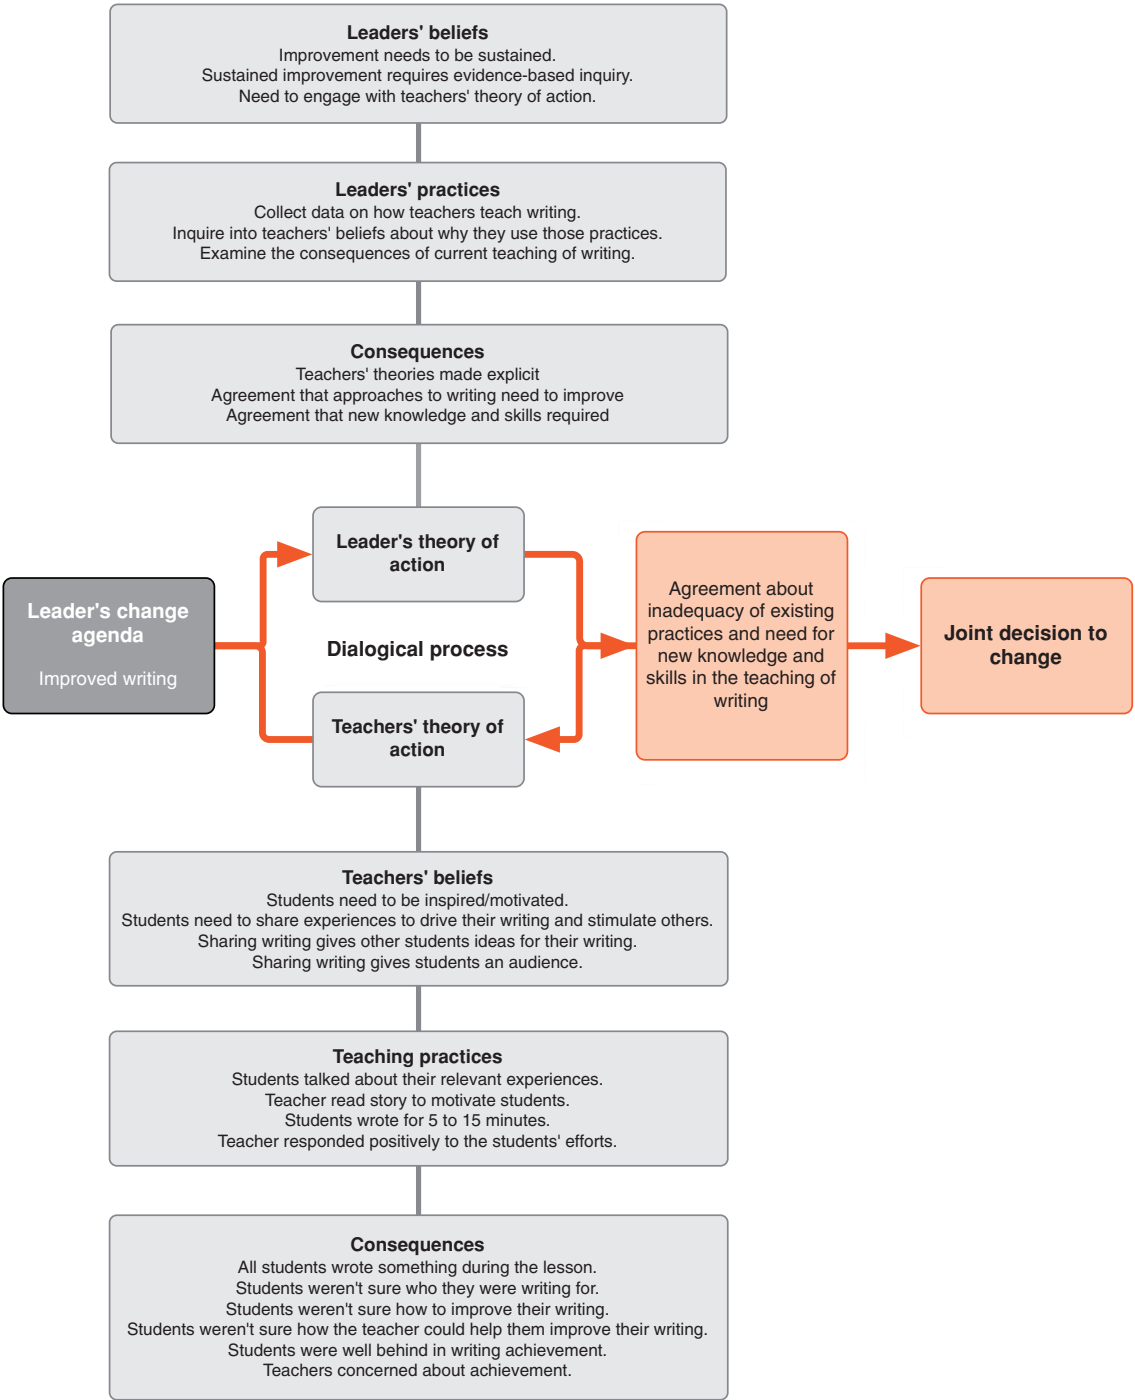 Leaders' beliefs
Improvement needs to be sustained.
Sustained improvement requires evidence-based inquiry.
Need to engage with teachers' theory of action.
Leaders' practices
Collect data on how teachers teach writing.
Inquire into teachers' beliefs about why they use those practices.
Examine the consequences of current teaching of writing.
Consequences
Teachers' theories made explicit
Agreement that approaches to writing need to improve
Agreement that new knowledge and skills required
Leader's change
agenda
Improved writing
Leader's theory of
action
Dialogical process
Teachers' theory of
action
Agreement about
inadequacy of existing
practices and need for
new knowledge and
skills in the teaching of
writing
Joint decision to
change
Teachers' beliefs
Students need to be inspired/motivated.
Students need to share experiences to drive their writing and stimulate others.
Sharing writing gives other students ideas for their writing.
Sharing writing gives students an audience.
Teaching practices
Students talked about their relevant experiences.
Teacher read story to motivate students.
Students wrote for 5 to 15 minutes.
Teacher responded positively to the students' efforts.
Consequences
All students wrote something during the lesson.
Students weren't sure who they were writing for.
Students weren't sure how to improve their writing.
Students weren't sure how the teacher could help them improve their writing.
Students were well behind in writing achievement.
Teachers concerned about achievement.